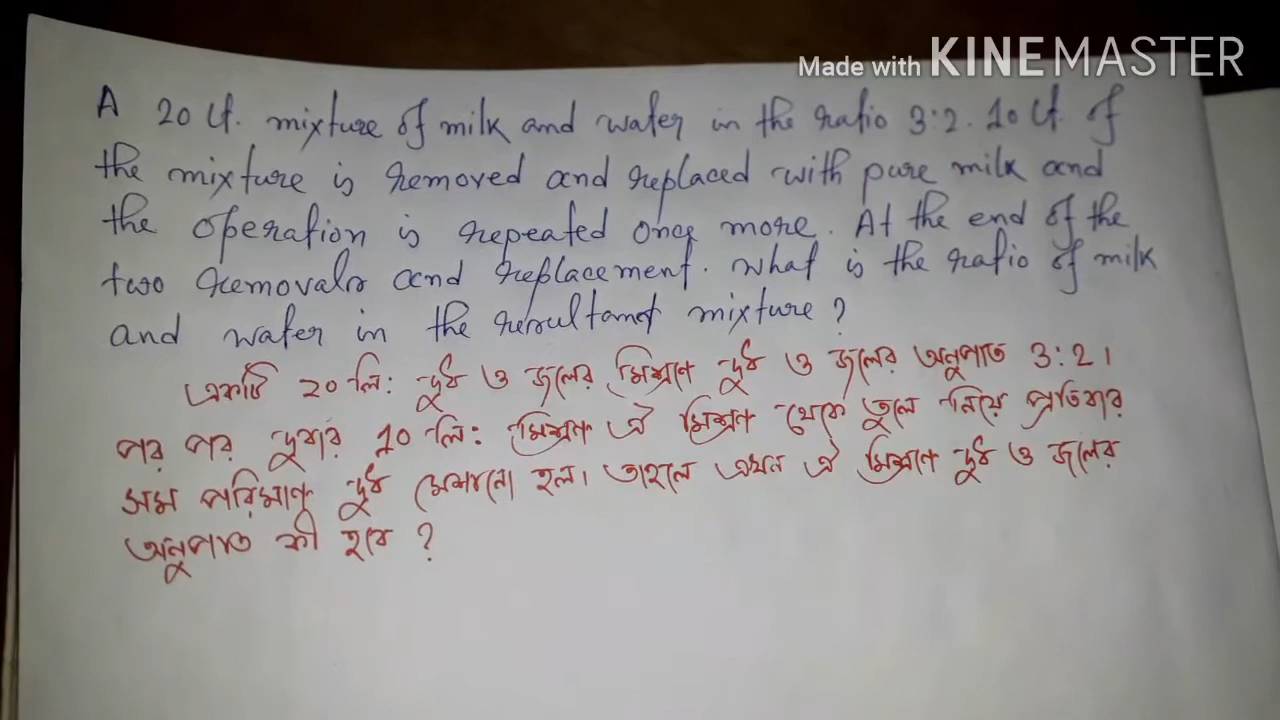 Made with KINEMASTER
A 20 lt. mixture of milk and water in the ratio 3:2. 10 lt. of
the mixture is removed and replaced with pure milk and
the operation is repeated once more. At the end of the
two removals and replacement. what is the ratio of milk
and water in the resultant mixture?
একটি ২০ লি: দুধ ও জলের মিশ্রণে দুধ ও জলের অনুপাত 3:2।
পর পর দুবার 10 লি: মিশ্রণ ঐ মিশ্রণ থেকে তুলে নিয়ে প্রতিবার
সম পরিমাণ দুধ মেশানো হল। তাহলে এখন ঐ মিশ্রণে দুধ ও জলের
অনুপাত কী হবে?